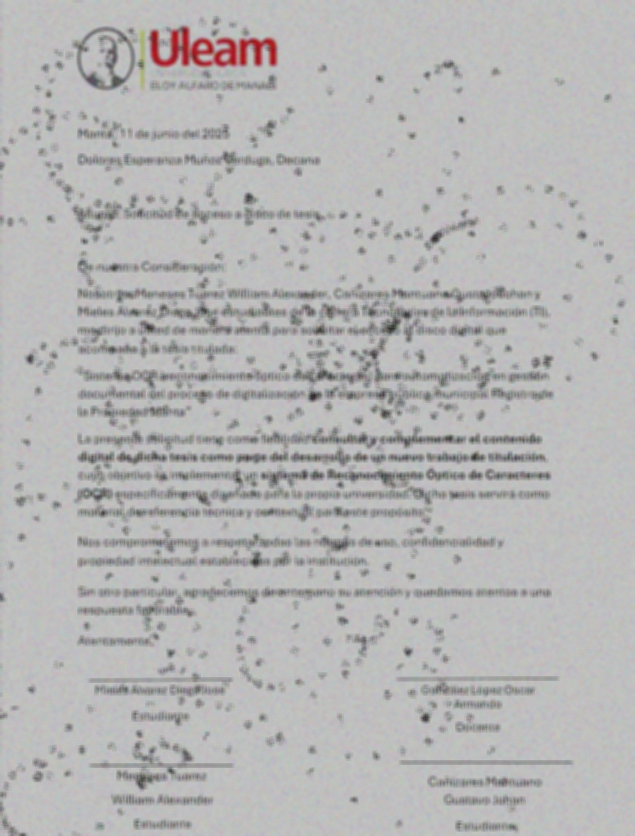 Uleam
ELOY ALFARO DE MANABÍ
Manta, 11 de junio del 2025
Dolores Esperanza Muñoz Verduga, Decana
Solicitud de acceso a disco de tesis
De nuestra Consideración:
Nosotros, Meneses Tuarez William Alexander, Cañizares Mantuano Gustavo Johan y
Mieles Alvarez Diego Jose estudiantes de la Tecnologías de la Información (TI),
me dirijo a usted de manera atenta para solicitar el disco digital que
acompaña a la tesis titulada:
"Sistema OCR reconocimiento óptico de para automatización en gestión
documental del proceso de digitalización de la empresa pública municipal Registro de
la Propiedad Manta"
La presente solicitud tiene como finalidad consultar y complementar el contenido
digital de dicha tesis como parte del desarrollo de un nuevo trabajo de titulación,
cuyo objetivo es implementar un sistema de Reconocimiento Óptico de Caracteres
(OCR) específicamente diseñado para la propia universidad. Dicha tesis servirá como
material de referencia técnica y contextual para este propósito.
Nos comprometemos a respetar todas las normas de uso, confidencialidad y
propiedad intelectual establecidas por la institución.
Sin otro particular, agradecemos de antemano su atención y quedamos atentos a una
respuesta favorable.
Atentamente,
Mieles Alvarez Diego Jose
Estudiante
González López Oscar
Armando
Docente
Meneses Tuarez
William Alexander
Estudiante
Cañizares Mantuano
Gustavo Johan
Estudiante